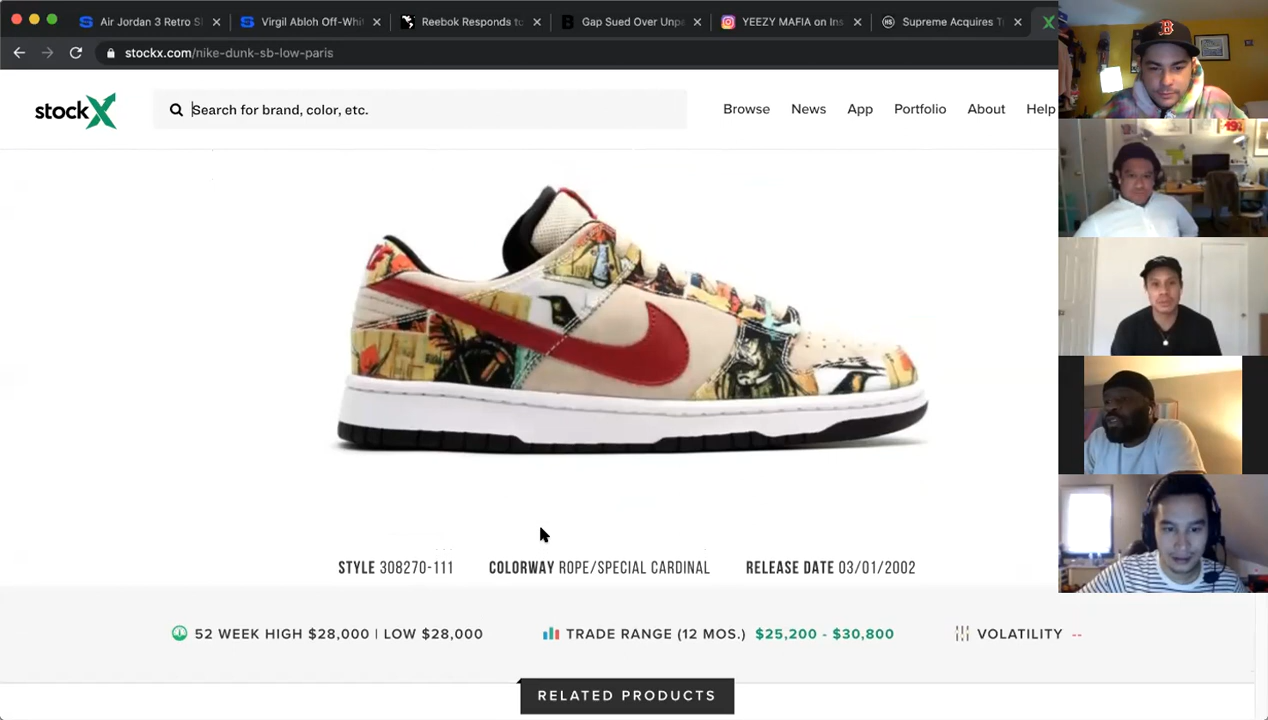 Air Jordan 3 Retro S
Virgil Abloh Off-Whit
Reebok Responds to
Gap Sued Over Unpa
YEEZY MAFIA on Ins
Supreme Acquires T
stockx.com/nike-dunk-sb-low-paris
stockX
Search for brand, color, etc.
Browse
News
App
Portfolio
About
Help
STYLE 308270-111
COLORWAY ROPE/SPECIAL CARDINAL
RELEASE DATE 03/01/2002
52 WEEK HIGH $28,000 | LOW $28,000
TRADE RANGE (12 MOS.) $25,200 - $30,800
VOLATILITY --
RELATED PRODUCTS